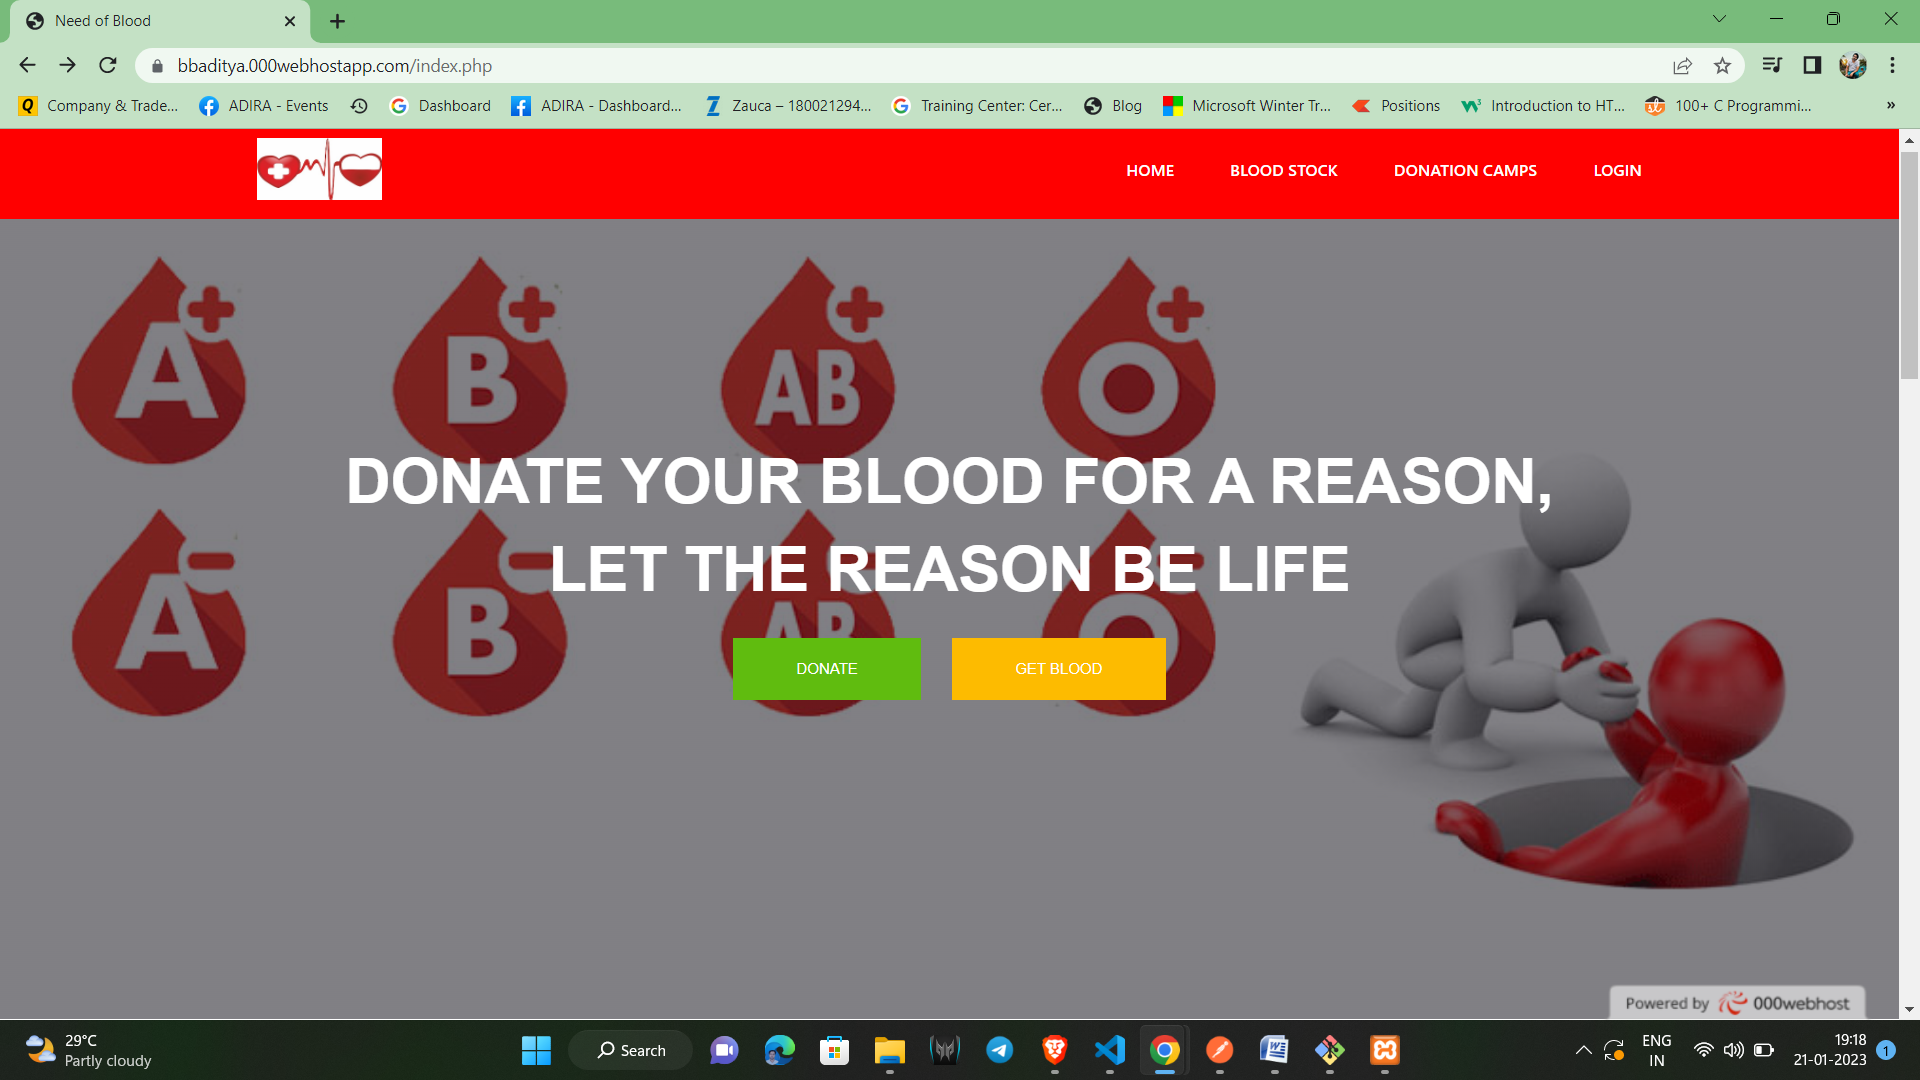 Need of Blood
bbaditya.000webhostapp.com/index.php
Company & Trade... ADIRA - Events Dashboard ADIRA - Dashboard... Zauca – 180021294... Training Center: Cer... Blog Microsoft Winter Tr... Positions Introduction to HT... 100+ C Programmi... »
HOME BLOOD STOCK DONATION CAMPS LOGIN
A+ B+ AB+ O+
DONATE YOUR BLOOD FOR A REASON,
LET THE REASON BE LIFE
A- B- AB O
DONATE GET BLOOD
Powered by 000webhost
29°C
Partly cloudy
Search
ENG
IN
19:18
21-01-2023
1